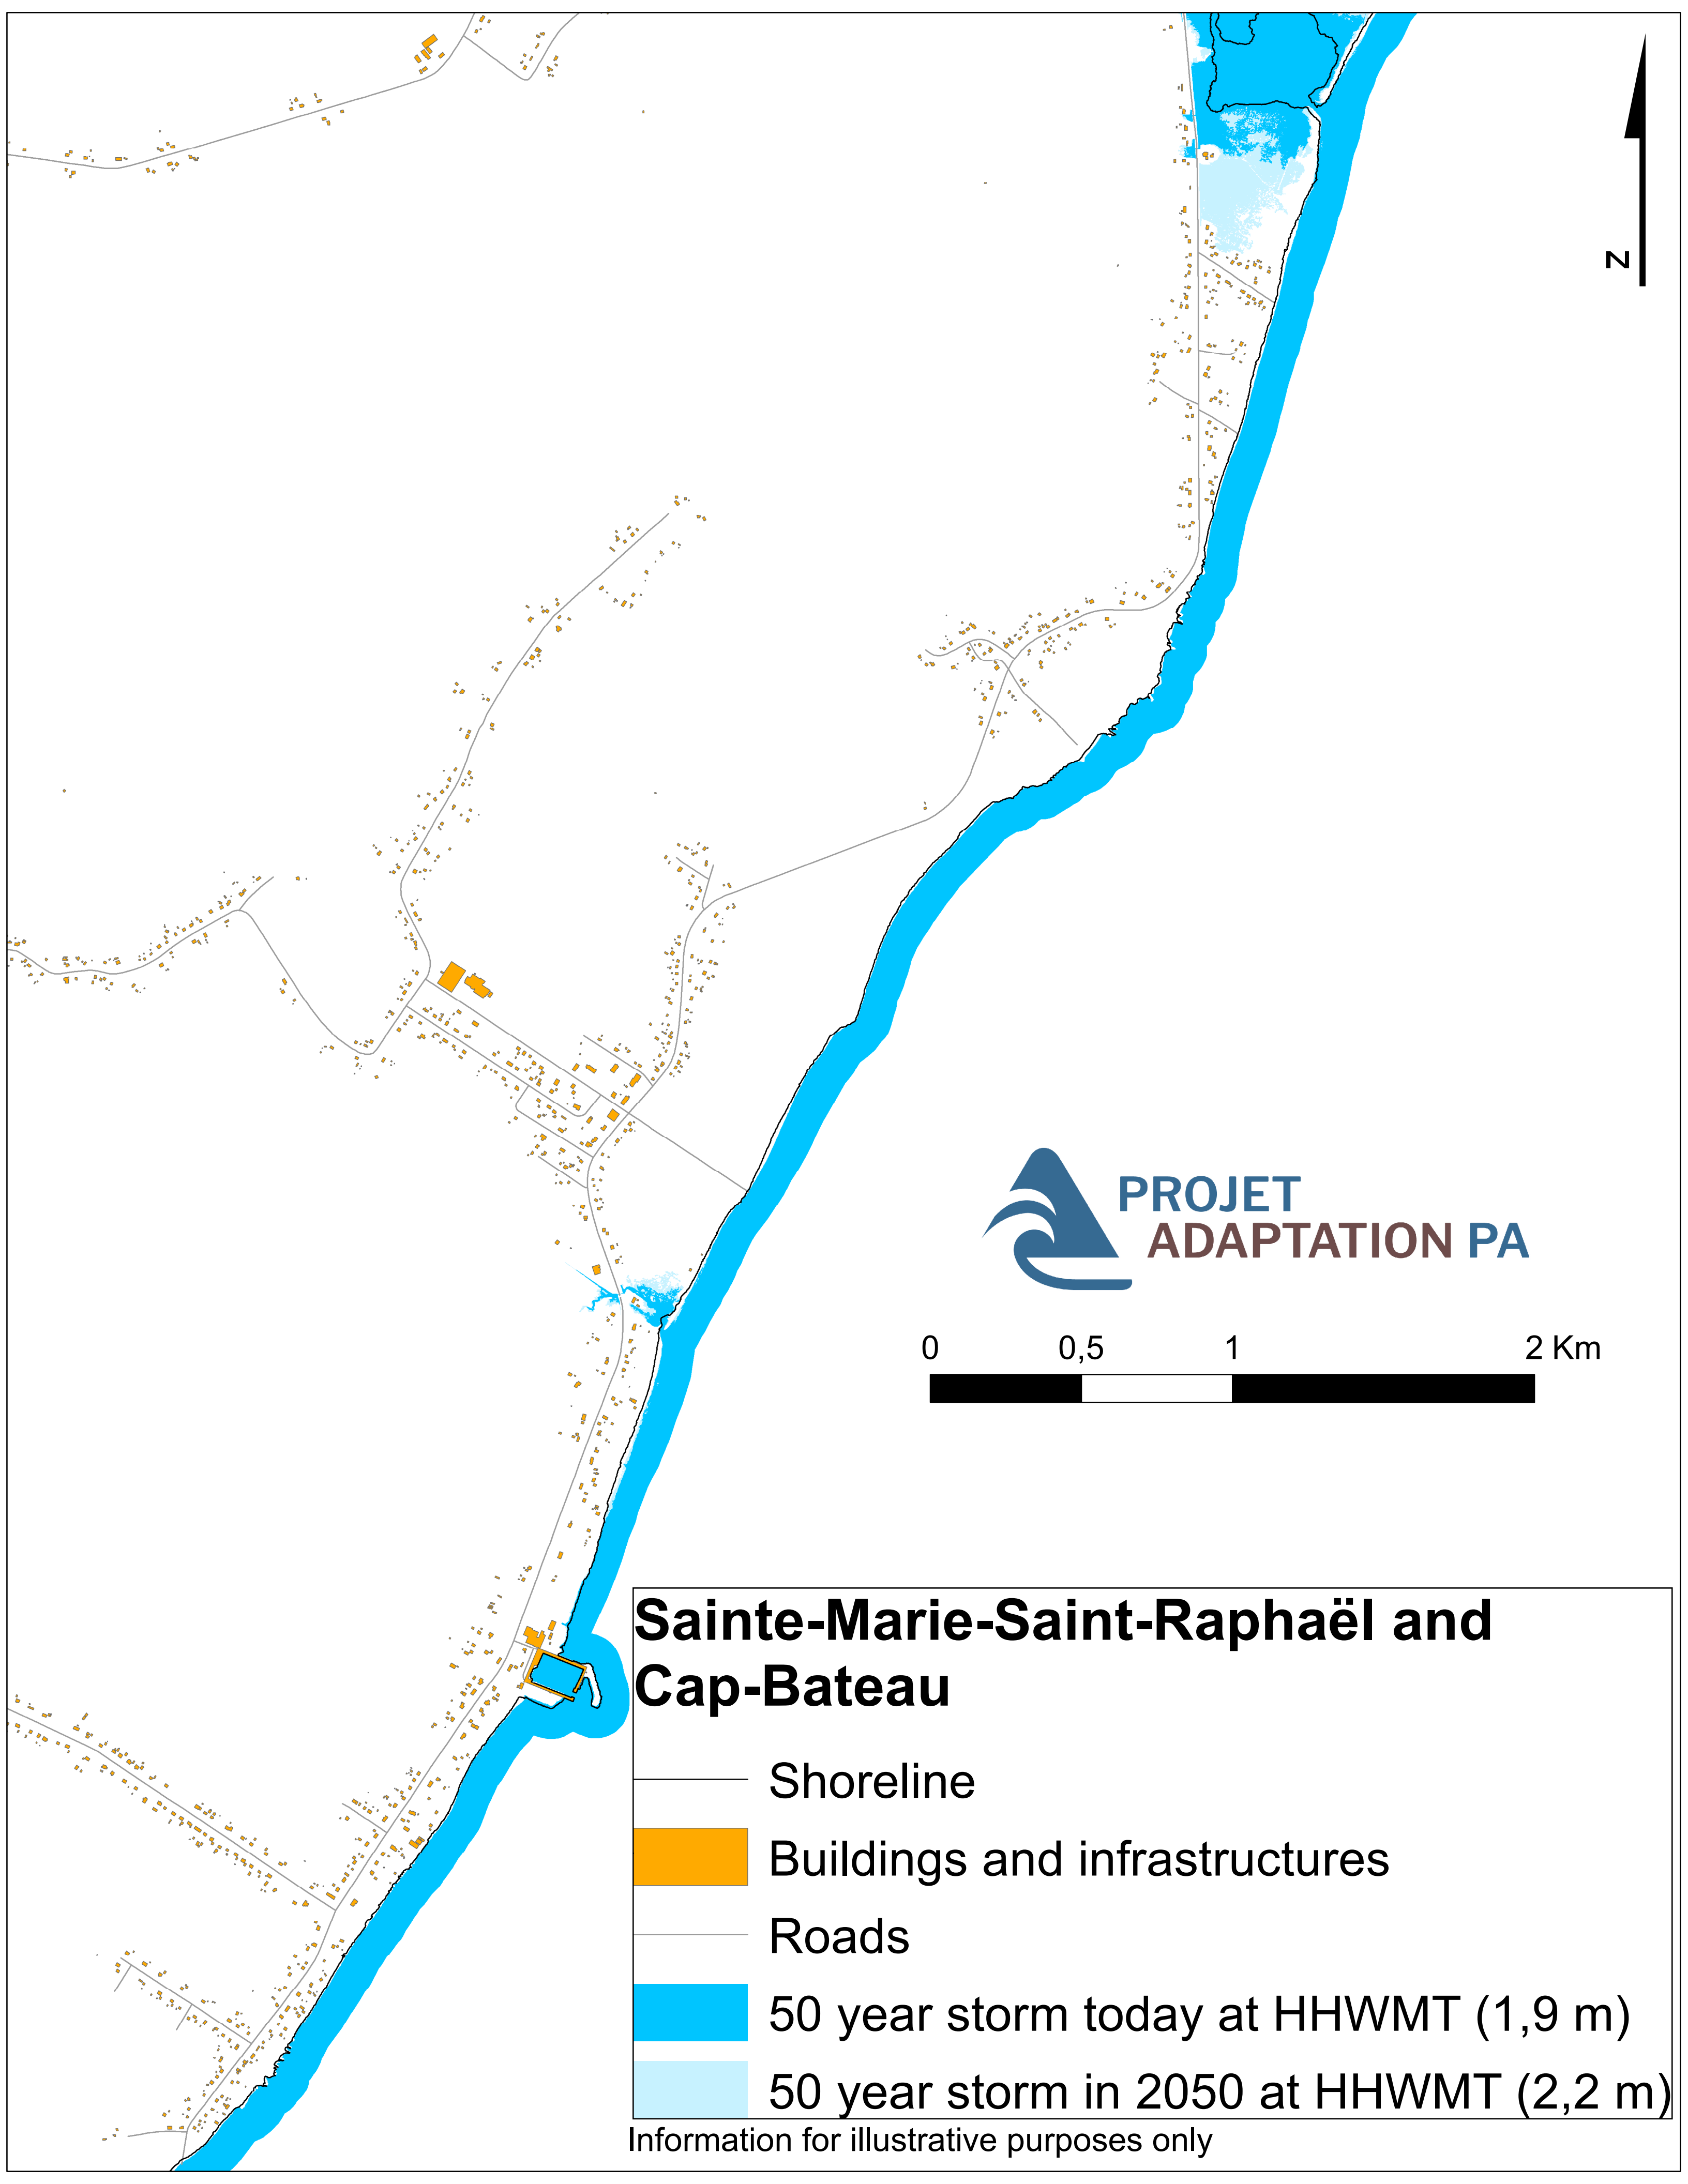 N
PROJET
ADAPTATION PA
0 0,5 1 2 Km
Sainte-Marie-Saint-Raphaël and
Cap-Bateau
Shoreline
Buildings and infrastructures
Roads
50 year storm today at HHWMT (1,9 m)
50 year storm in 2050 at HHWMT (2,2 m)
Information for illustrative purposes only